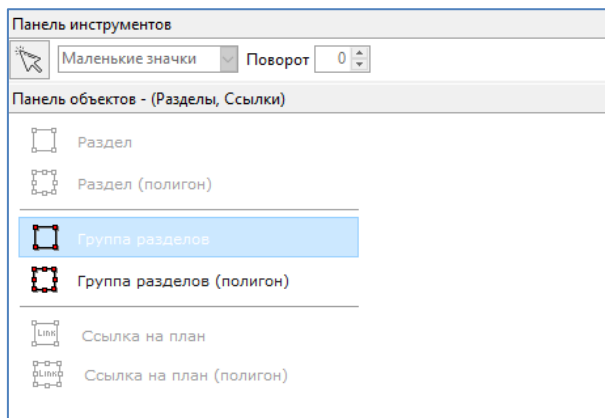 Панель инструментов
Маленькие значки Поворот 0
Панель объектов - (Разделы, Ссылки)
Раздел
Раздел (полигон)
Группа разделов
Группа разделов (полигон)
Link Ссылка на план
Link Ссылка на план (полигон)